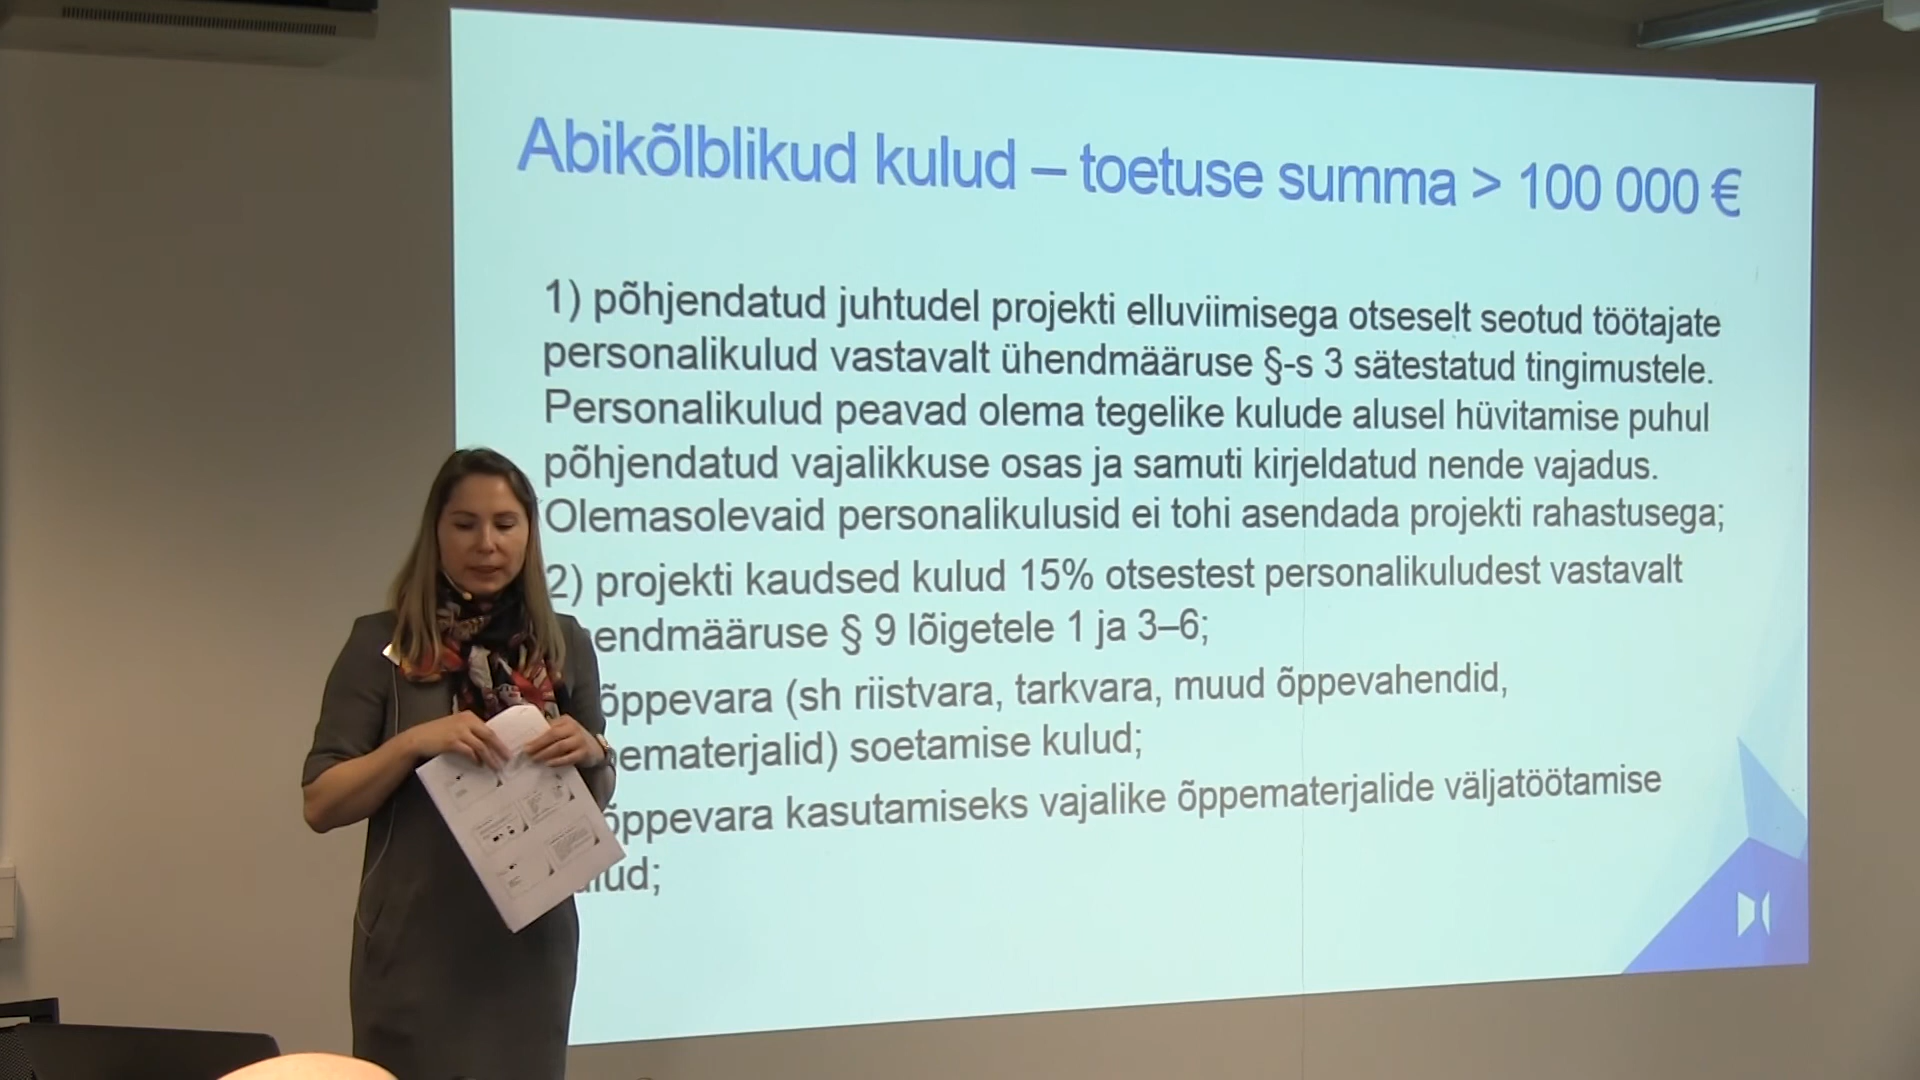 Abikõlblikud kulud – toetuse summa > 100 000 €
1) põhjendatud juhtudel projekti elluviimisega otseselt seotud töötajate
personalikulud vastavalt ühendmääruse §-s 3 sätestatud tingimustele.
Personalikulud peavad olema tegelike kulude alusel hüvitamise puhul
põhjendatud vajalikkuse osas ja samuti kirjeldatud nende vajadus.
Olemasolevaid personalikulusid ei tohi asendada projekti rahastusega;
2) projekti kaudsed kulud 15% otsestest personalikuludest vastavalt
endmääruse § 9 lõigetele 1 ja 3–6;
õppevara (sh riistvara, tarkvara, muud õppevahendid,
ematerjalid) soetamise kulud;
õppevara kasutamiseks vajalike õppematerjalide väljatöötamise
lud;